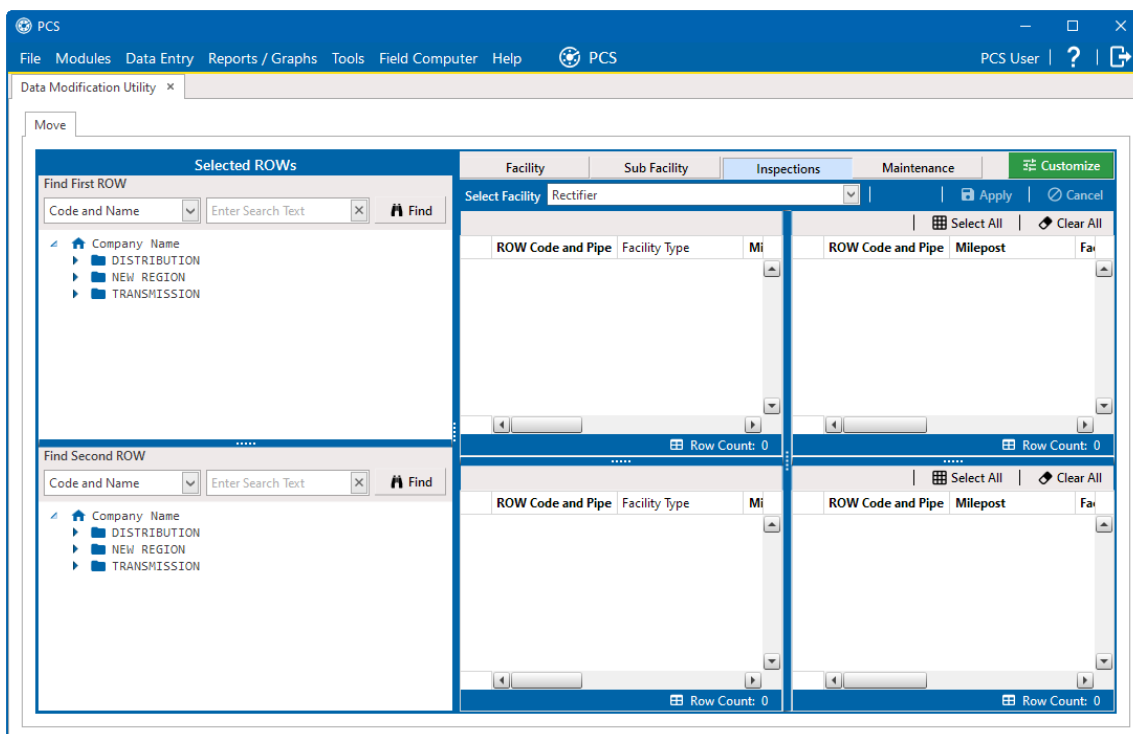 PCS
File Modules Data Entry Reports / Graphs Tools Field Computer Help PCS PCS User | ? |
Data Modification Utility ×
Move
Selected ROWs
Find First ROW
Code and Name Enter Search Text Find
Company Name
DISTRIBUTION
NEW REGION
TRANSMISSION
Find Second ROW
Code and Name Enter Search Text Find
Company Name
DISTRIBUTION
NEW REGION
TRANSMISSION
Facility Sub Facility Inspections Maintenance Customize
Select Facility Rectifier Apply Cancel
ROW Code and Pipe Facility Type Mi
Row Count: 0
Select All Clear All
ROW Code and Pipe Milepost Fa
Row Count: 0
ROW Code and Pipe Facility Type Mi
Row Count: 0
Select All Clear All
ROW Code and Pipe Milepost Fa
Row Count: 0